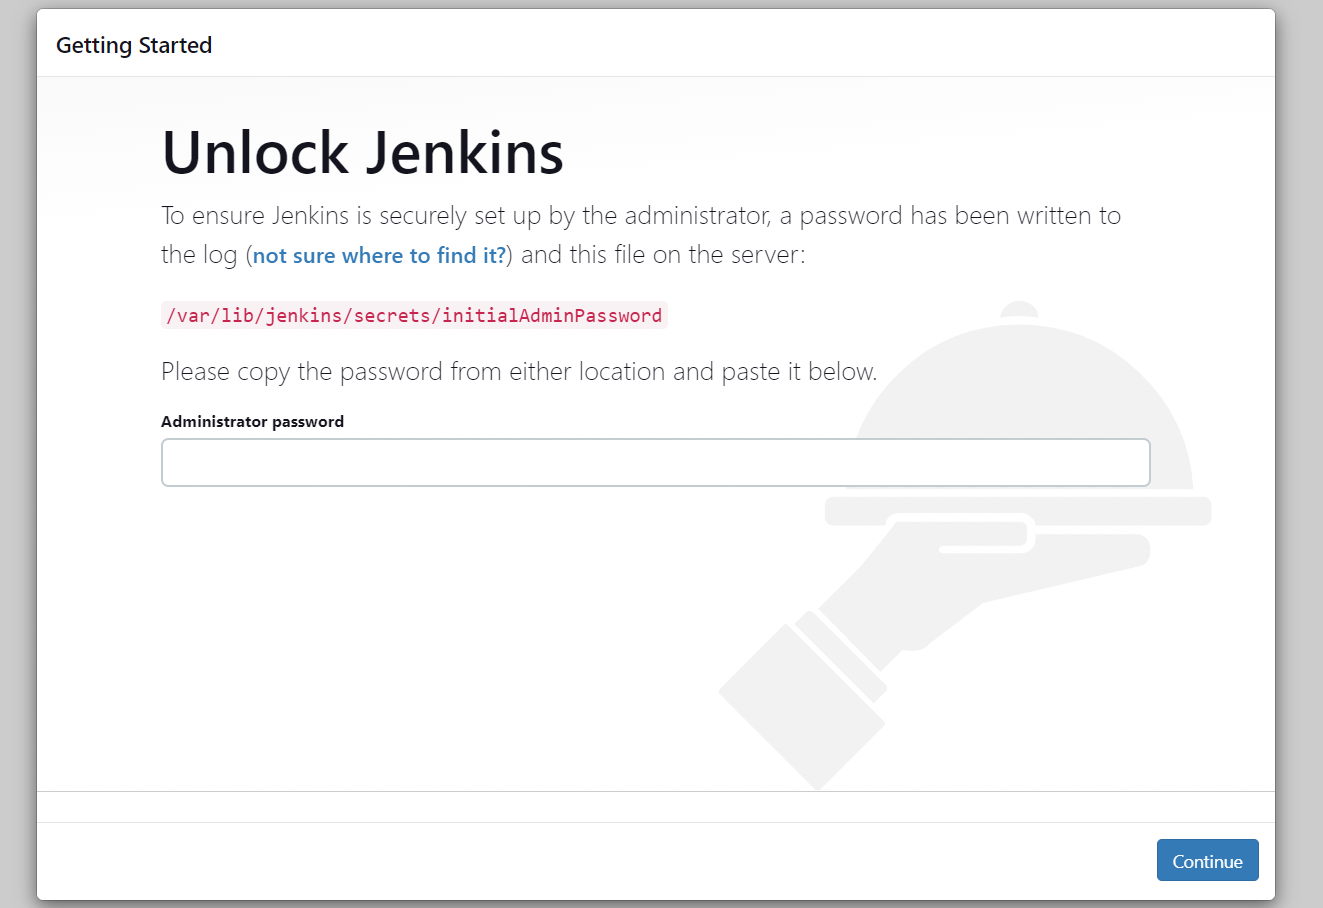 Getting Started
Unlock Jenkins
To ensure Jenkins is securely set up by the administrator, a password has been written to
the log (not sure where to find it?) and this file on the server:
/var/lib/jenkins/secrets/initialAdminPassword
Please copy the password from either location and paste it below.
Administrator password
Continue